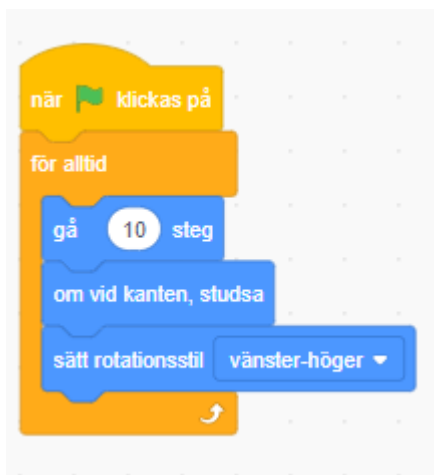 när klickas på
för alltid
gå 10 steg
om vid kanten, studsa
sätt rotationsstil vänster-höger